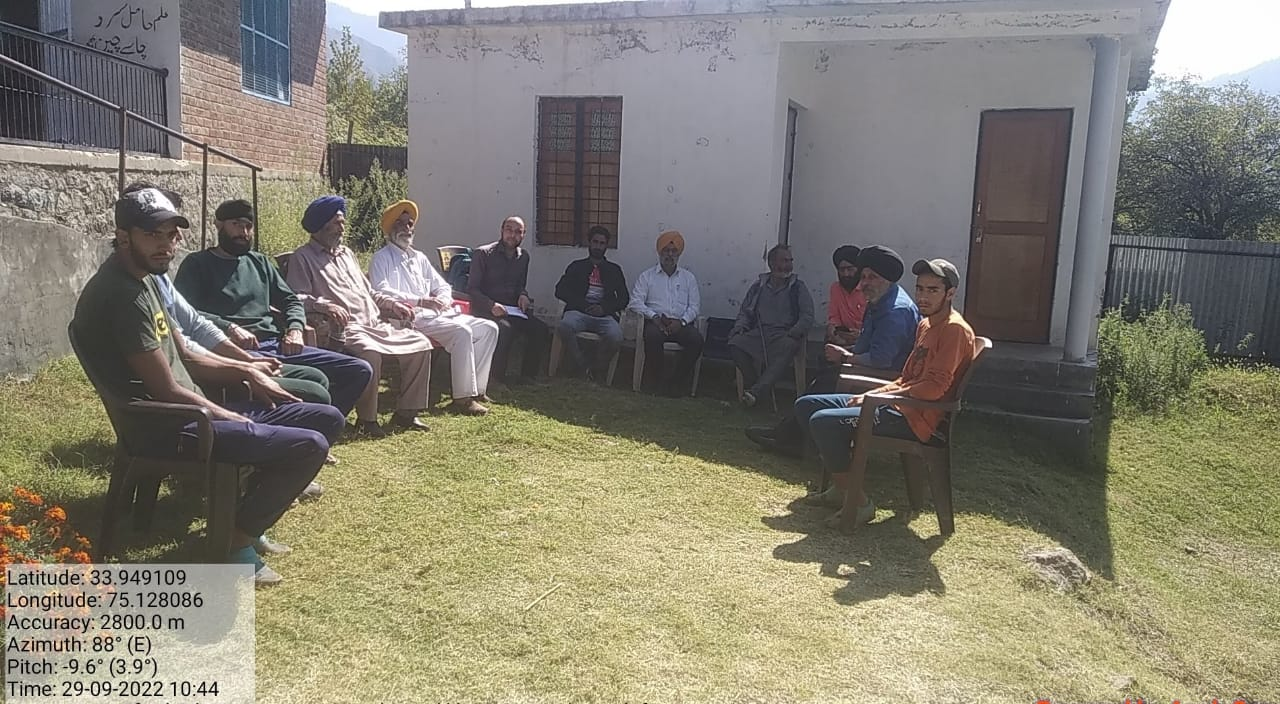 علم حاصل کرو
چاہے چین ہو
Latitude: 33.949109
Longitude: 75.128086
Accuracy: 2800.0 m
Azimuth: 88° (E)
Pitch: -9.6° (3.9°)
Time: 29-09-2022 10:44